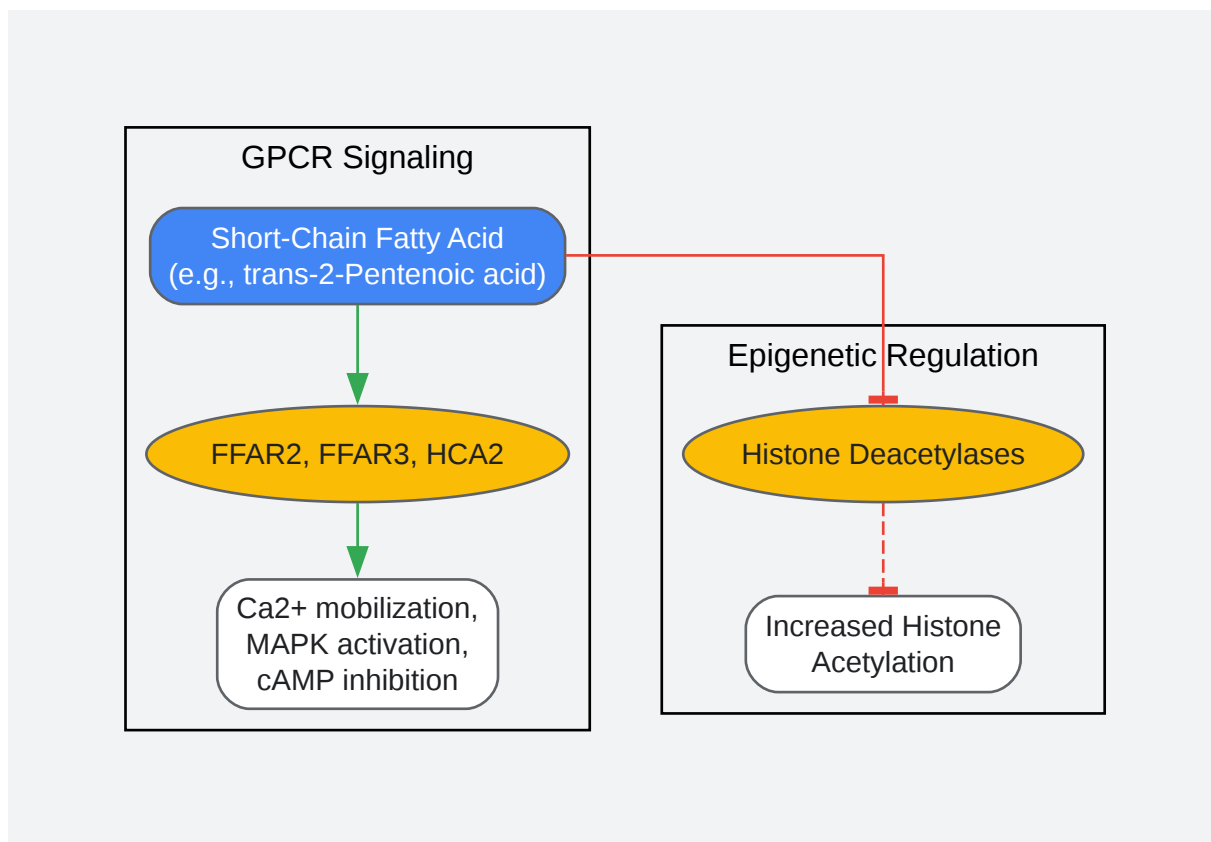 GPCR Signaling
Short-Chain Fatty Acid
(e.g., trans-2-Pentenoic acid)
FFAR2, FFAR3, HCA2
Ca2+ mobilization,
MAPK activation,
cAMP inhibition
Epigenetic Regulation
Histone Deacetylases
Increased Histone
Acetylation